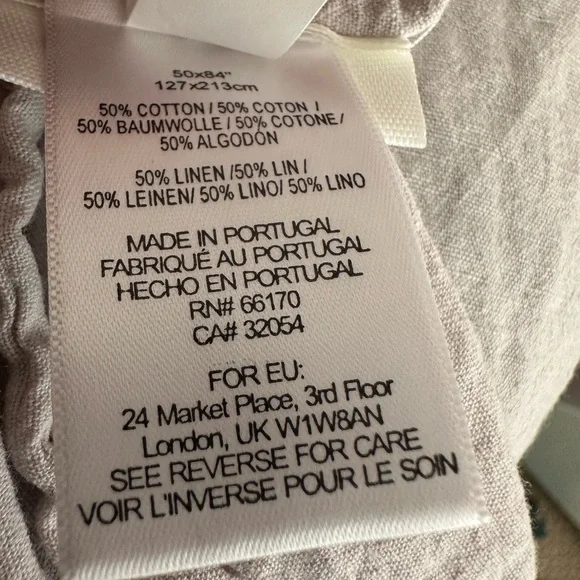 50x84"
127x213cm
50% COTTON / 50% COTON /
50% BAUMWOLLE / 50% COTONE/
50% ALGODÓN
50% LINEN /50% LIN /
50% LEINEN/ 50% LINO/ 50% LINO
MADE IN PORTUGAL
FABRIQUÉ AU PORTUGAL
HECHO EN PORTUGAL
RN# 66170
CA# 32054
FOR EU:
24 Market Place, 3rd Floor
London, UK W1W8AN
SEE REVERSE FOR CARE
VOIR L'INVERSE POUR LE SOIN